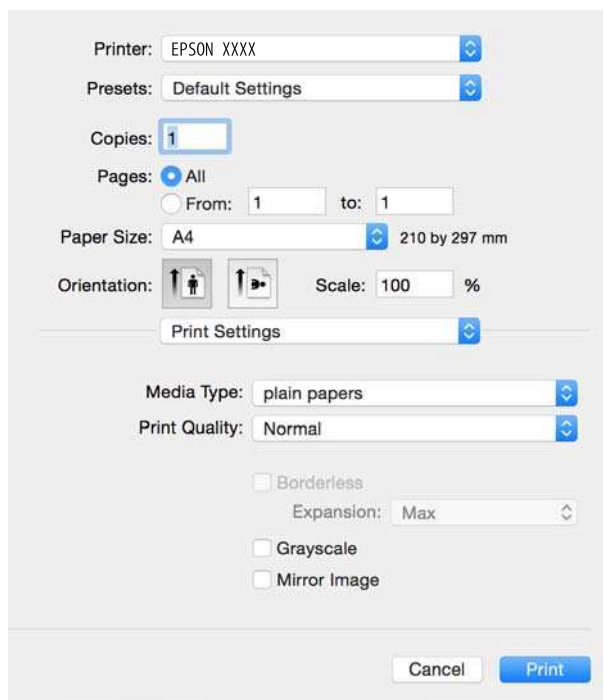 Printer: EPSON XXXX
Presets: Default Settings
Copies: 1
Pages: All
From: 1 to: 1
Paper Size: A4 210 by 297 mm
Orientation: Scale: 100 %
Print Settings
Media Type: plain papers
Print Quality: Normal
Borderless
Expansion: Max
Grayscale
Mirror Image
Cancel Print